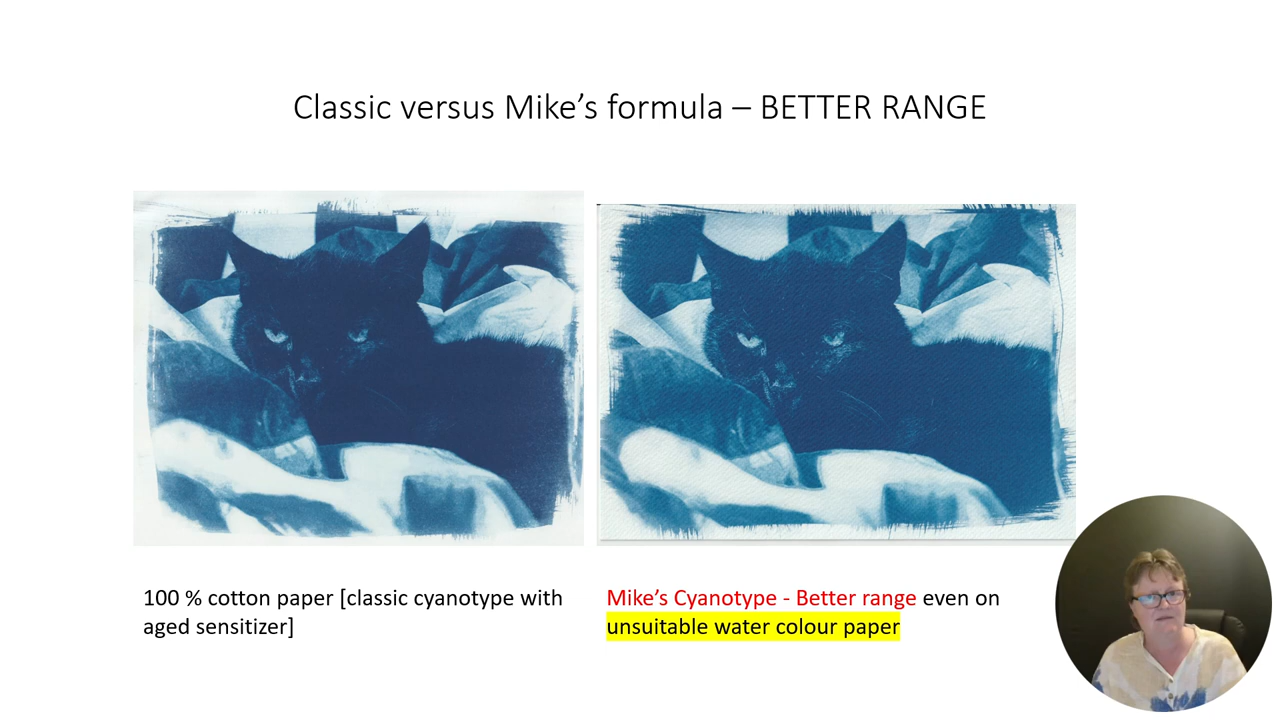 Classic versus Mike’s formula – BETTER RANGE
100 % cotton paper [classic cyanotype with
aged sensitizer]
Mike’s Cyanotype - Better range even on
unsuitable water colour paper